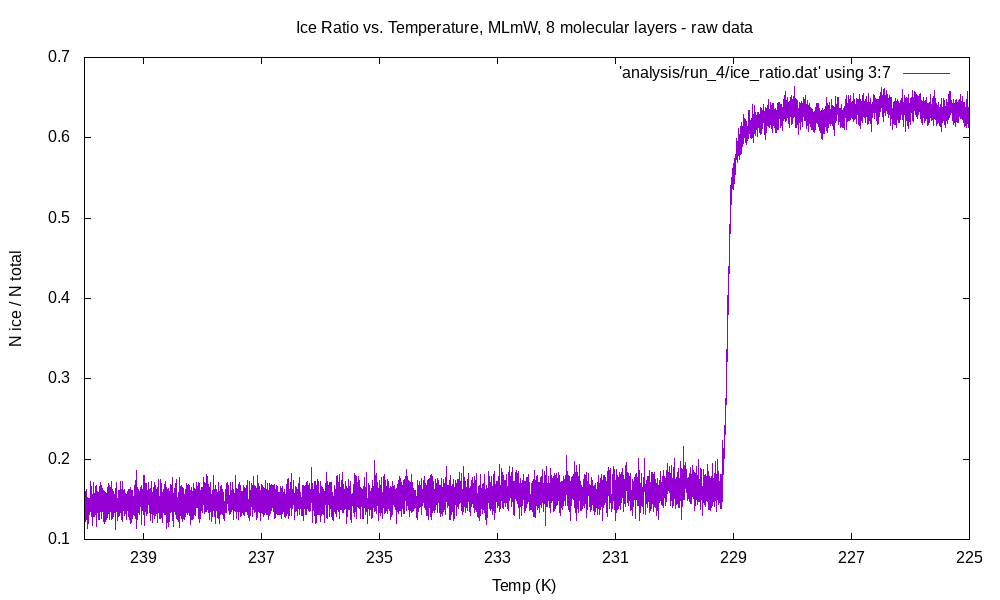 Ice Ratio vs. Temperature, MLmW, 8 molecular layers - raw data
'analysis/run_4/ice_ratio.dat' using 3:7
0.7
0.6
0.5
0.4
0.3
0.2
0.1
N ice / N total
239 237 235 233 231 229 227 225
Temp (K)